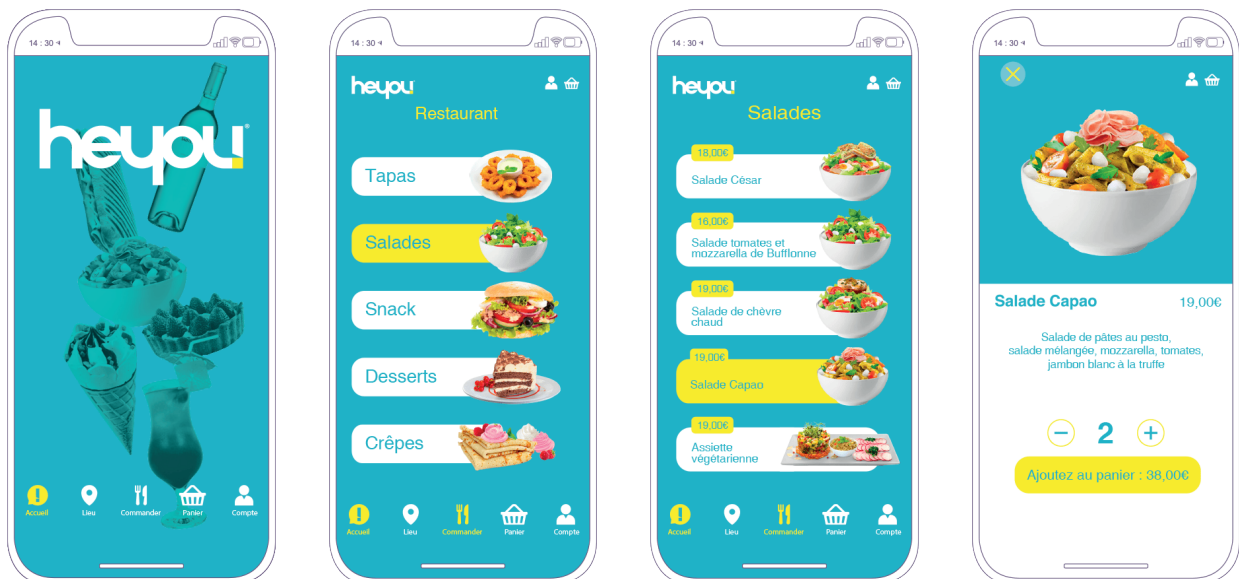 14 : 30
heyou
Accueil
Lieu
Commander
Panier
Compte
14 : 30
heyou
Restaurant
Tapas
Salades
Snack
Desserts
Crêpes
Accueil
Lieu
Commander
Panier
Compte
14 : 30
heyou
Salades
18,00€
Salade César
16,00€
Salade tomates et
mozzarella de Bufflonne
19,00€
Salade de chèvre
chaud
19,00€
Salade Capao
19,00€
Assiette
végétarienne
Accueil
Lieu
Commander
Panier
Compte
14 : 30
Salade Capao 19,00€
Salade de pâtes au pesto,
salade mélangée, mozzarella, tomates,
jambon blanc à la truffe
2
Ajoutez au panier : 38,00€